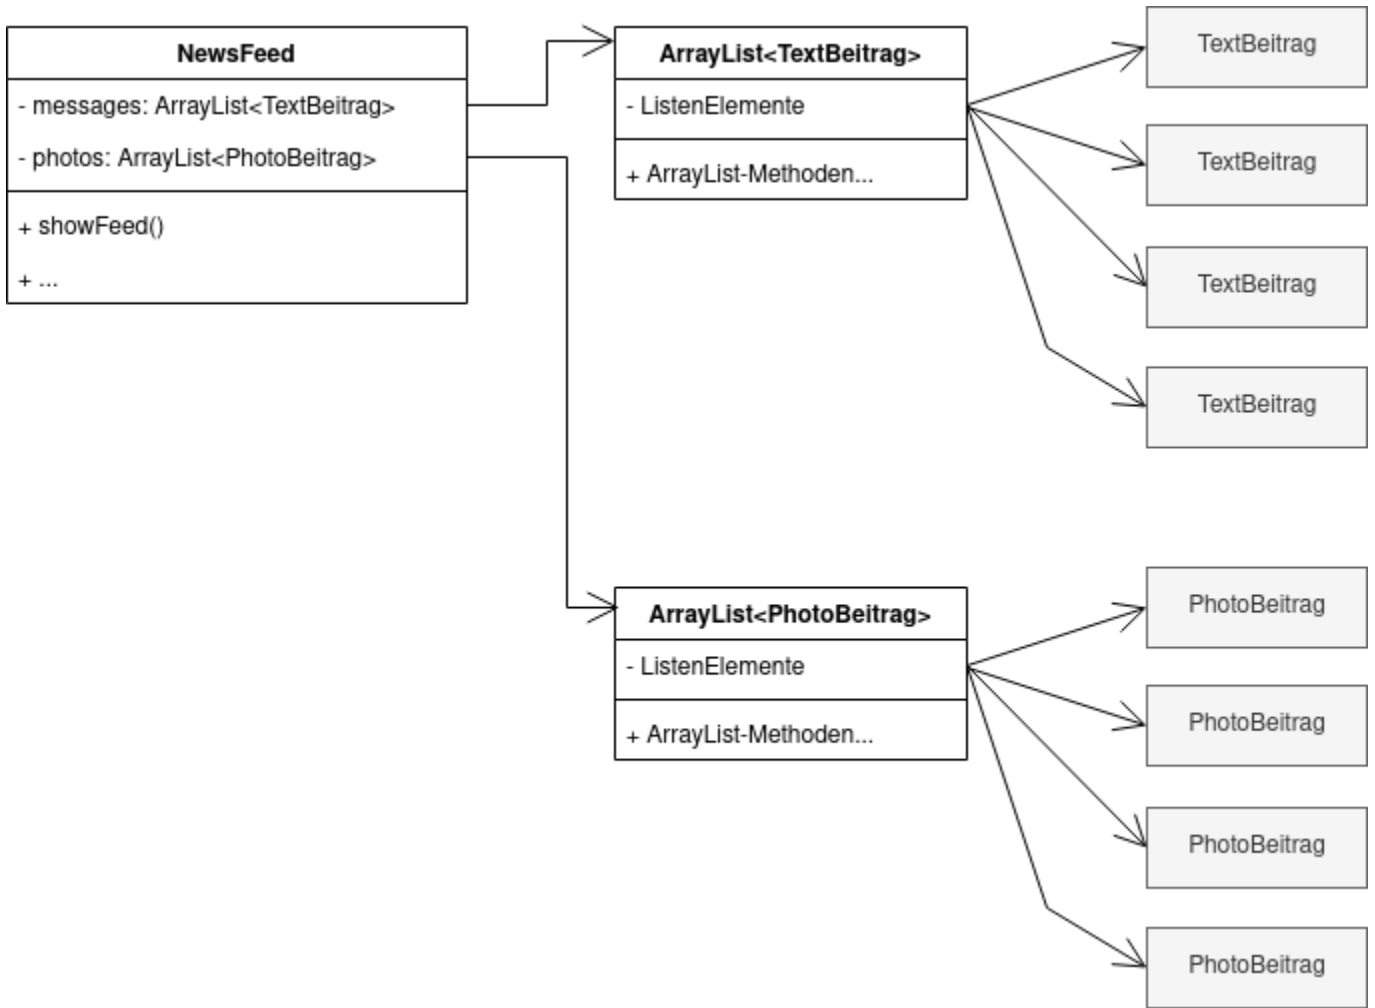 NewsFeed
- messages: ArrayList<TextBeitrag>
- photos: ArrayList<PhotoBeitrag>
+ showFeed()
+ ...
ArrayList<TextBeitrag>
- ListenElemente
+ ArrayList-Methoden...
TextBeitrag
TextBeitrag
TextBeitrag
TextBeitrag
ArrayList<PhotoBeitrag>
- ListenElemente
+ ArrayList-Methoden...
PhotoBeitrag
PhotoBeitrag
PhotoBeitrag
PhotoBeitrag